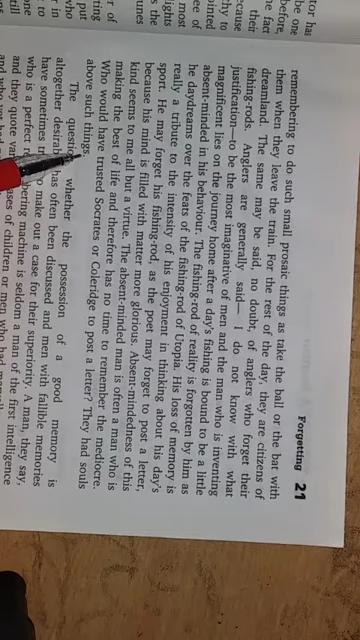 Forgetting 21
remembering to do such small prosaic things as take the ball or the bat with
them when they leave the train. For the rest of the day, they are citizens of
dreamland. The same may be said, no doubt, of anglers who forget their
fishing-rods. Anglers are generally said— I do not know with what
justification—to be the most imaginative of men and the man who is inventing
magnificent lies on the journey home after a day's fishing is bound to be a little
absent-minded in his behaviour. The fishing-rod of reality is forgotten by him as
he daydreams over the feats of the fishing-rod of Utopia. His loss of memory is
really a tribute to the intensity of his enjoyment in thinking about his day's
sport. He may forget his fishing-rod, as the poet may forget to post a letter,
because his mind is filled with matter more glorious. Absent-mindedness of this
kind seems to me all but a virtue. The absent-minded man is often a man who is
making the best of life and therefore has no time to remember the mediocre.
Who would have trusted Socrates or Coleridge to post a letter? They had souls
above such things.
The whether the possession of a good memory is
altogether desirable has often been discussed and men with fallible memories
have sometimes to make out a case for their superiority. A man, they say,
who is a perfect machine is seldom a man of the first intelligence
and they quote of children or men who had